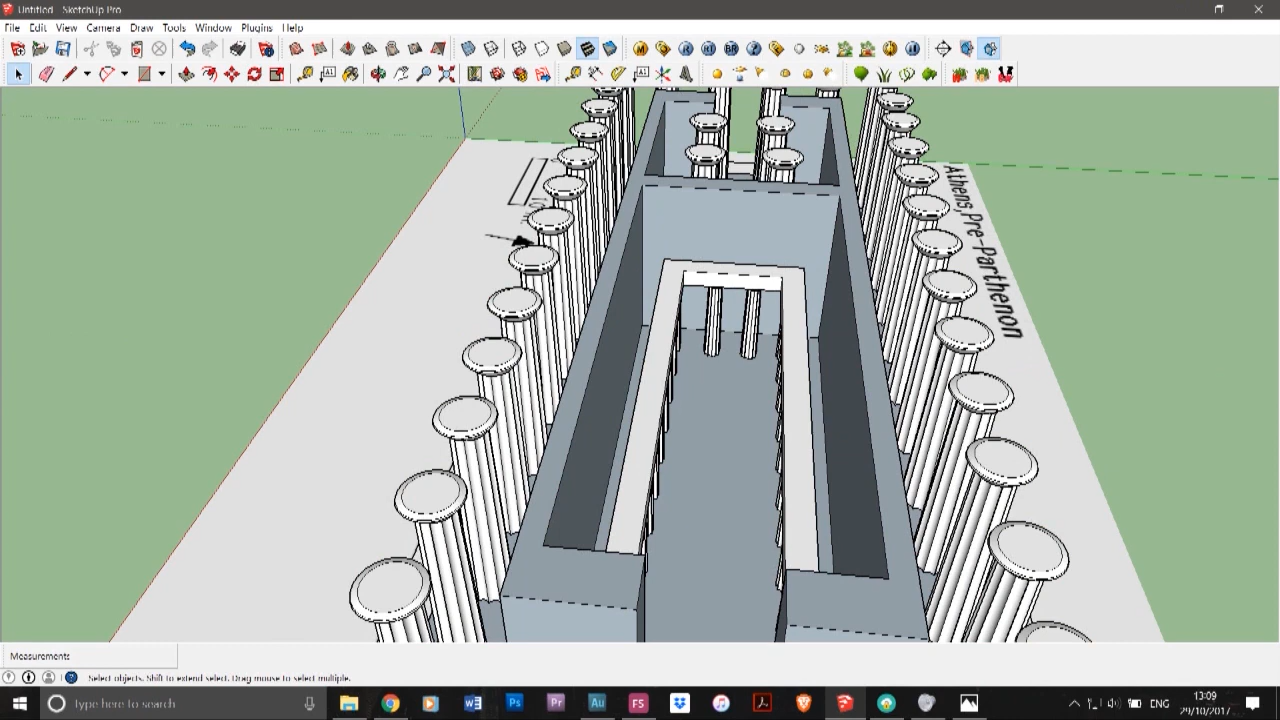 Untitled - SketchUp Pro
File Edit View Camera Draw Tools Window Plugins Help
Athens,Pre-Parthenon
Measurements
Select objects. Shift to extend select. Drag mouse to select multiple.
Type here to search
13:09
ENG
29/10/2017